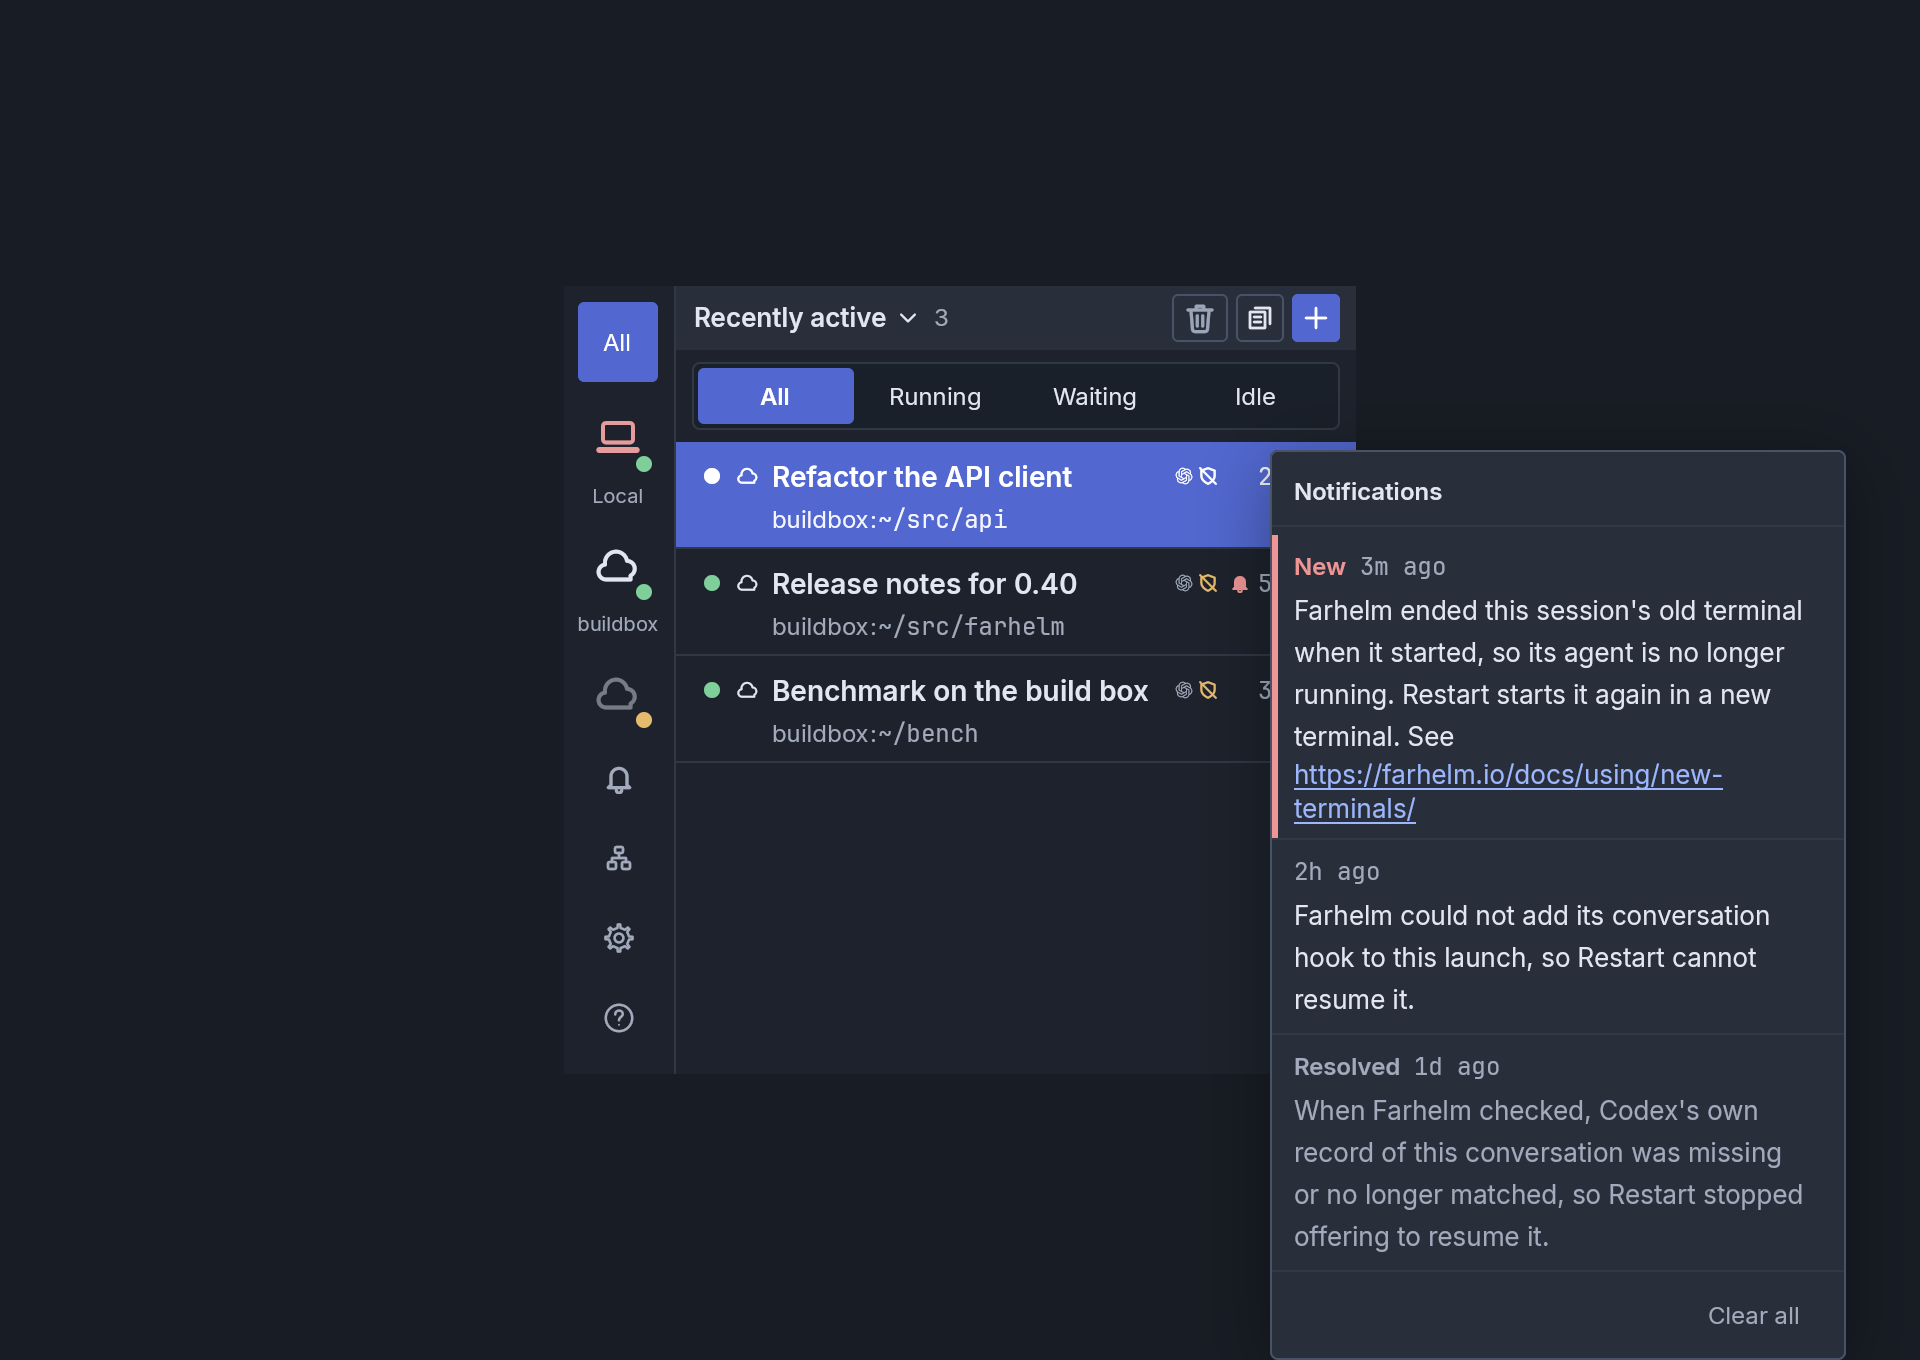 All
Local
buildbox
Recently active 3
All Running Waiting Idle
Refactor the API client 2
buildbox:~/src/api
Release notes for 0.40 5
buildbox:~/src/farhelm
Benchmark on the build box 3
buildbox:~/bench
Notifications
New 3m ago
Farhelm ended this session's old terminal
when it started, so its agent is no longer
running. Restart starts it again in a new
terminal. See
https://farhelm.io/docs/using/new-
terminals/
2h ago
Farhelm could not add its conversation
hook to this launch, so Restart cannot
resume it.
Resolved 1d ago
When Farhelm checked, Codex's own
record of this conversation was missing
or no longer matched, so Restart stopped
offering to resume it.
Clear all